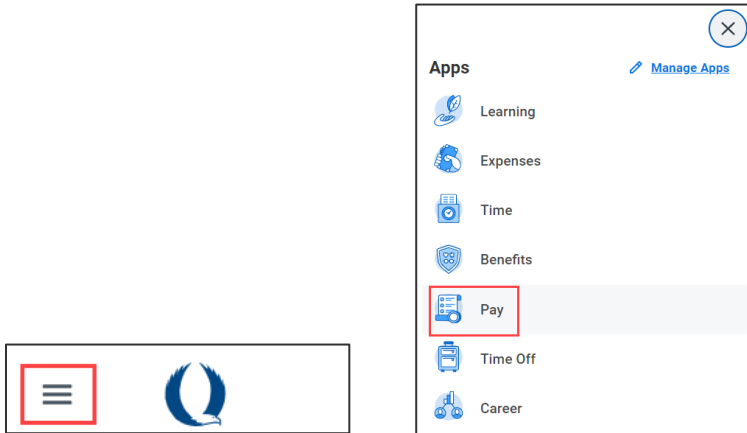 Apps
Manage Apps
Learning
Expenses
Time
Benefits
Pay
Time Off
Career